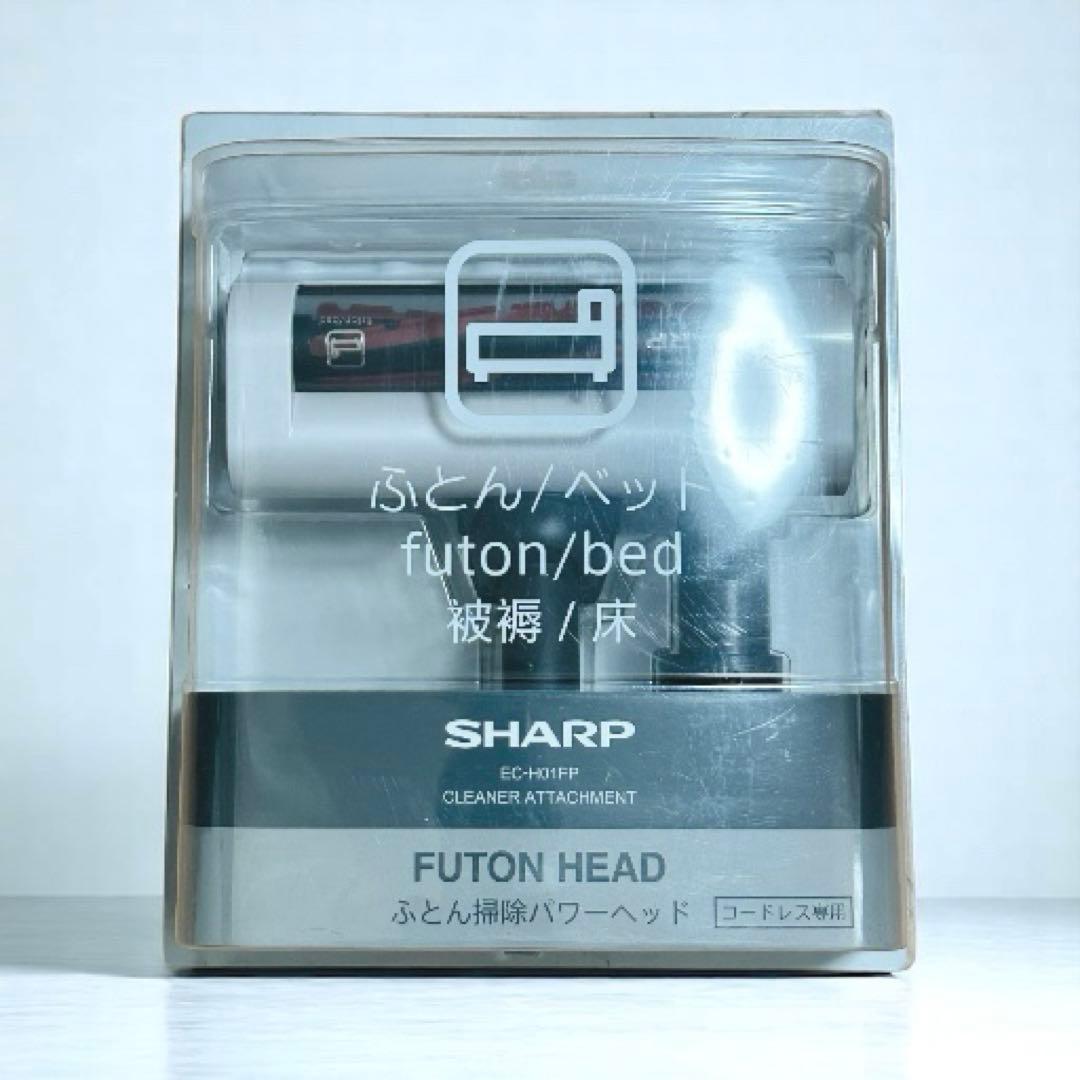 ふとん/ベット
futon/bed
被褥 / 床
SHARP
EC-H01FP
CLEANER ATTACHMENT
FUTON HEAD
ふとん掃除パワーヘッド
コードレス専用